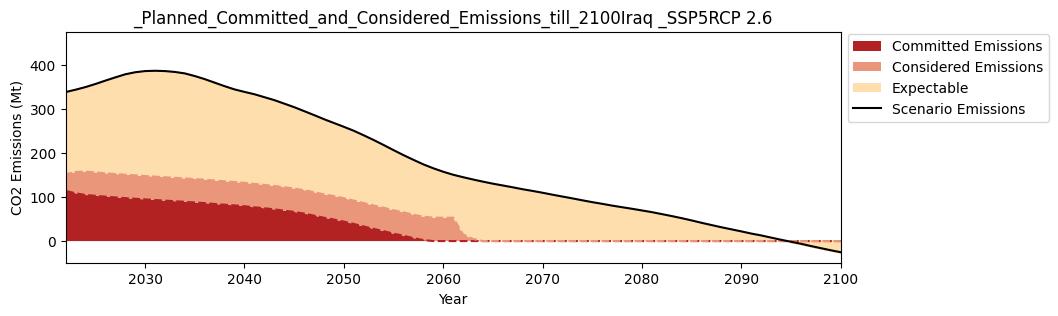 _Planned_Committed_and_Considered_Emissions_till_2100Iraq _SSP5RCP 2.6
CO2 Emissions (Mt)
400
300
200
100
0
2030 2040 2050 2060 2070 2080 2090 2100
Year
Committed Emissions
Considered Emissions
Expectable
Scenario Emissions